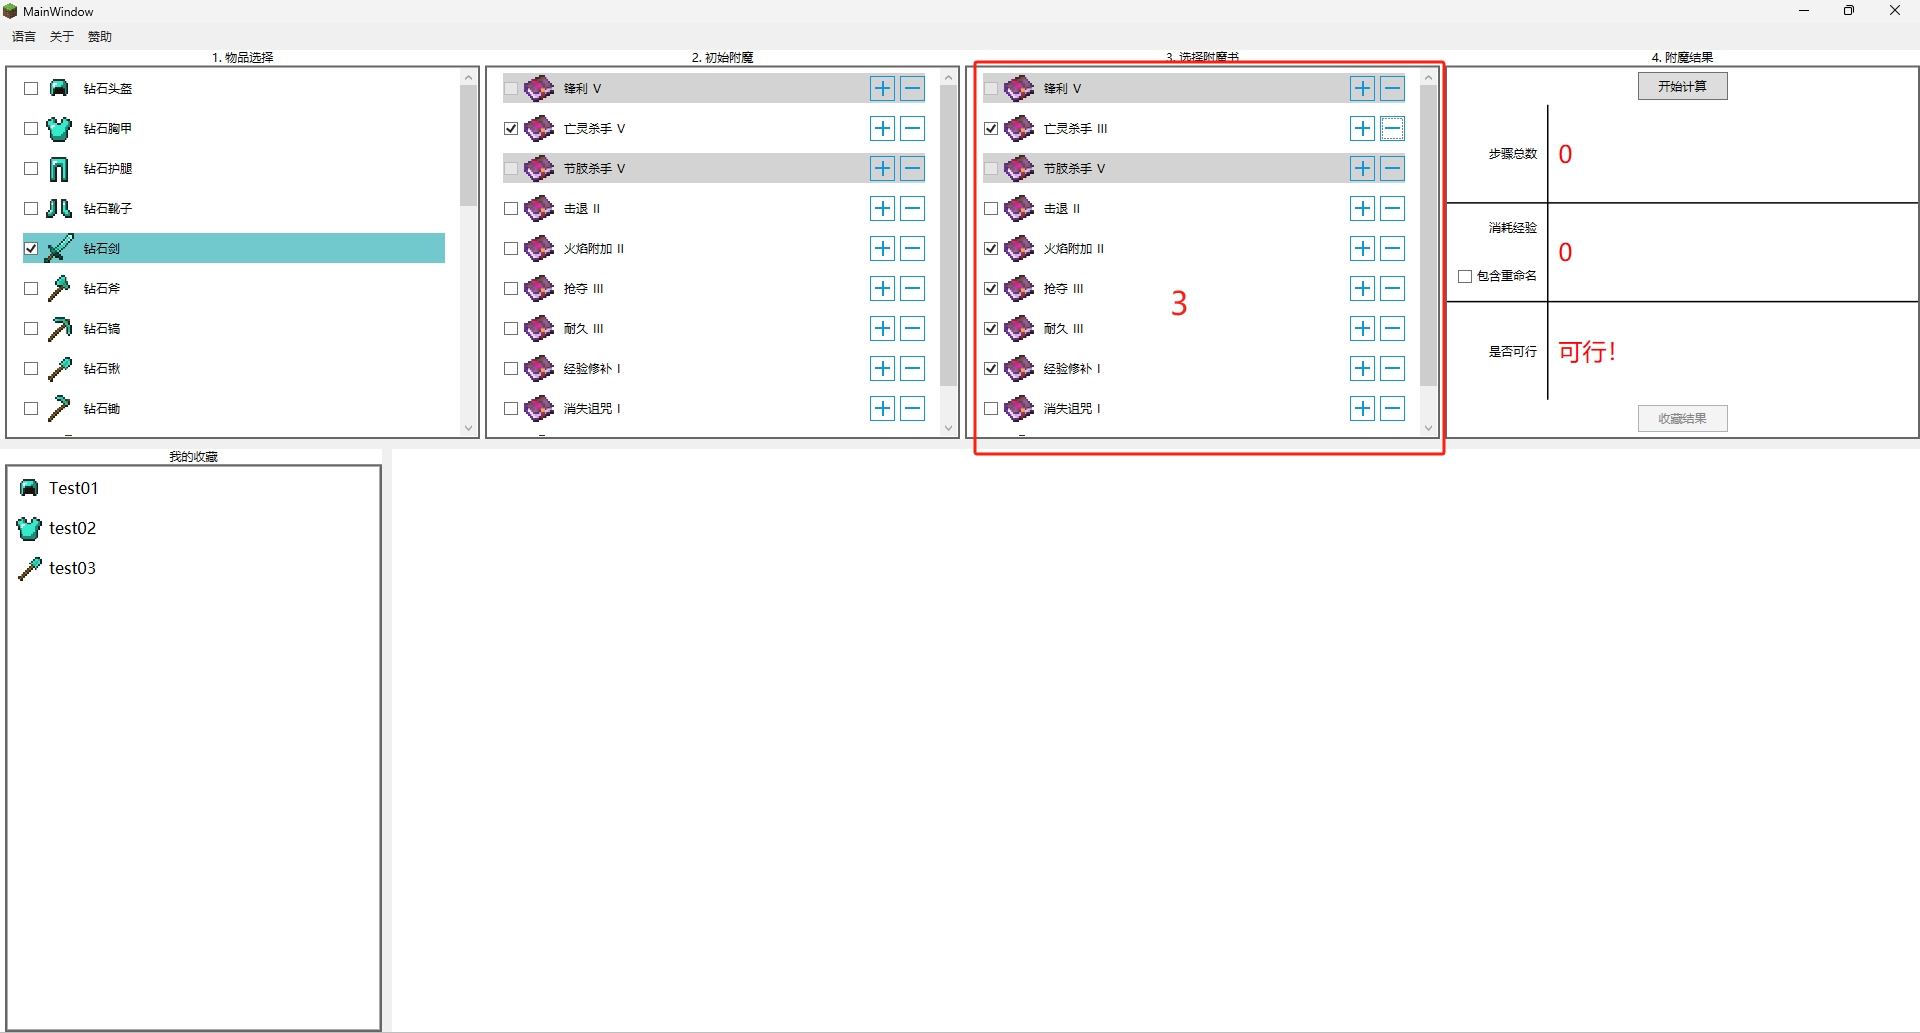 MainWindow
语言 关于 赞助
1. 物品选择
钻石头盔
钻石胸甲
钻石护腿
钻石靴子
钻石剑
钻石斧
钻石镐
钻石锹
钻石锄
2. 初始附魔
锋利 V
亡灵杀手 V
节肢杀手 V
击退 II
火焰附加 II
抢夺 III
耐久 III
经验修补 I
消失诅咒 I
3. 选择附魔书
锋利 V
亡灵杀手 III
节肢杀手 V
击退 II
火焰附加 II
抢夺 III
耐久 III
经验修补 I
消失诅咒 I
3
4. 附魔结果
开始计算
步骤总数 0
消耗经验 0
包含重命名
是否可行 可行!
收藏结果
我的收藏
Test01
test02
test03